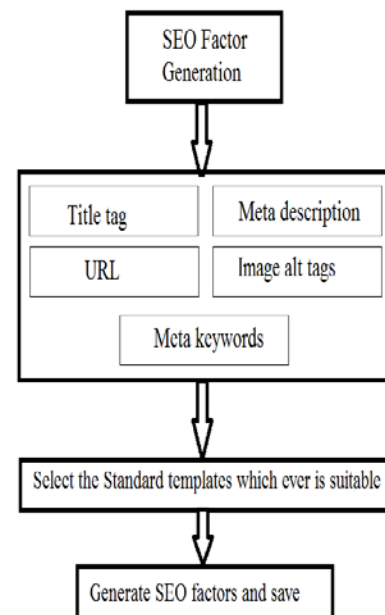 SEO Factor
Generation
Title tag
Meta description
URL
Image alt tags
Meta keywords
Select the Standard templates which ever is suitable
Generate SEO factors and save